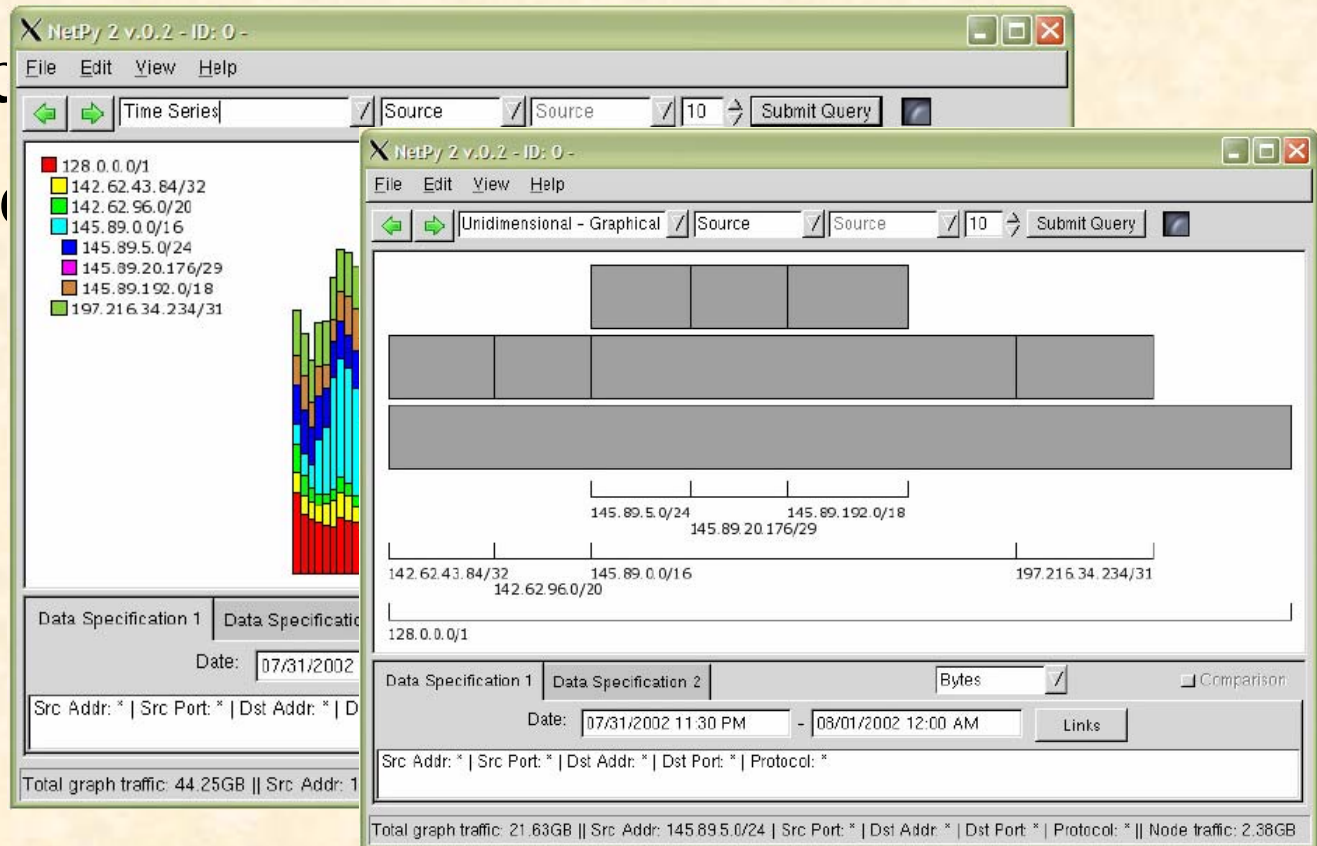 NetPy 2 v.0.2 - ID: 0 -
File Edit View Help
Time Series Source Source 10 Submit Query
128.0.0.0/1
142.62.43.84/32
142.62.96.0/20
145.89.0.0/16
145.89.5.0/24
145.89.20.176/29
145.89.192.0/18
197.216.34.234/31
Data Specification 1 Data Specificatio
Date: 07/31/2002
Src Addr: * | Src Port: * | Dst Addr: * | D
Total graph traffic: 44.25GB || Src Addr: 1
NetPy 2 v.0.2 - ID: 0 -
File Edit View Help
Unidimensional - Graphical Source Source 10 Submit Query
145.89.5.0/24 145.89.192.0/18
145.89.20.176/29
142.62.43.84/32 145.89.0.0/16 197.216.34.234/31
142.62.96.0/20
128.0.0.0/1
Data Specification 1 Data Specification 2 Bytes Comparison
Date: 07/31/2002 11:30 PM - 08/01/2002 12:00 AM Links
Src Addr: * | Src Port: * | Dst Addr: * | Dst Port: * | Protocol: *
Total graph traffic: 21.63GB || Src Addr: 145.89.5.0/24 | Src Port: * | Dst Addr: * | Dst Port: * | Protocol: * || Node traffic: 2.38GB